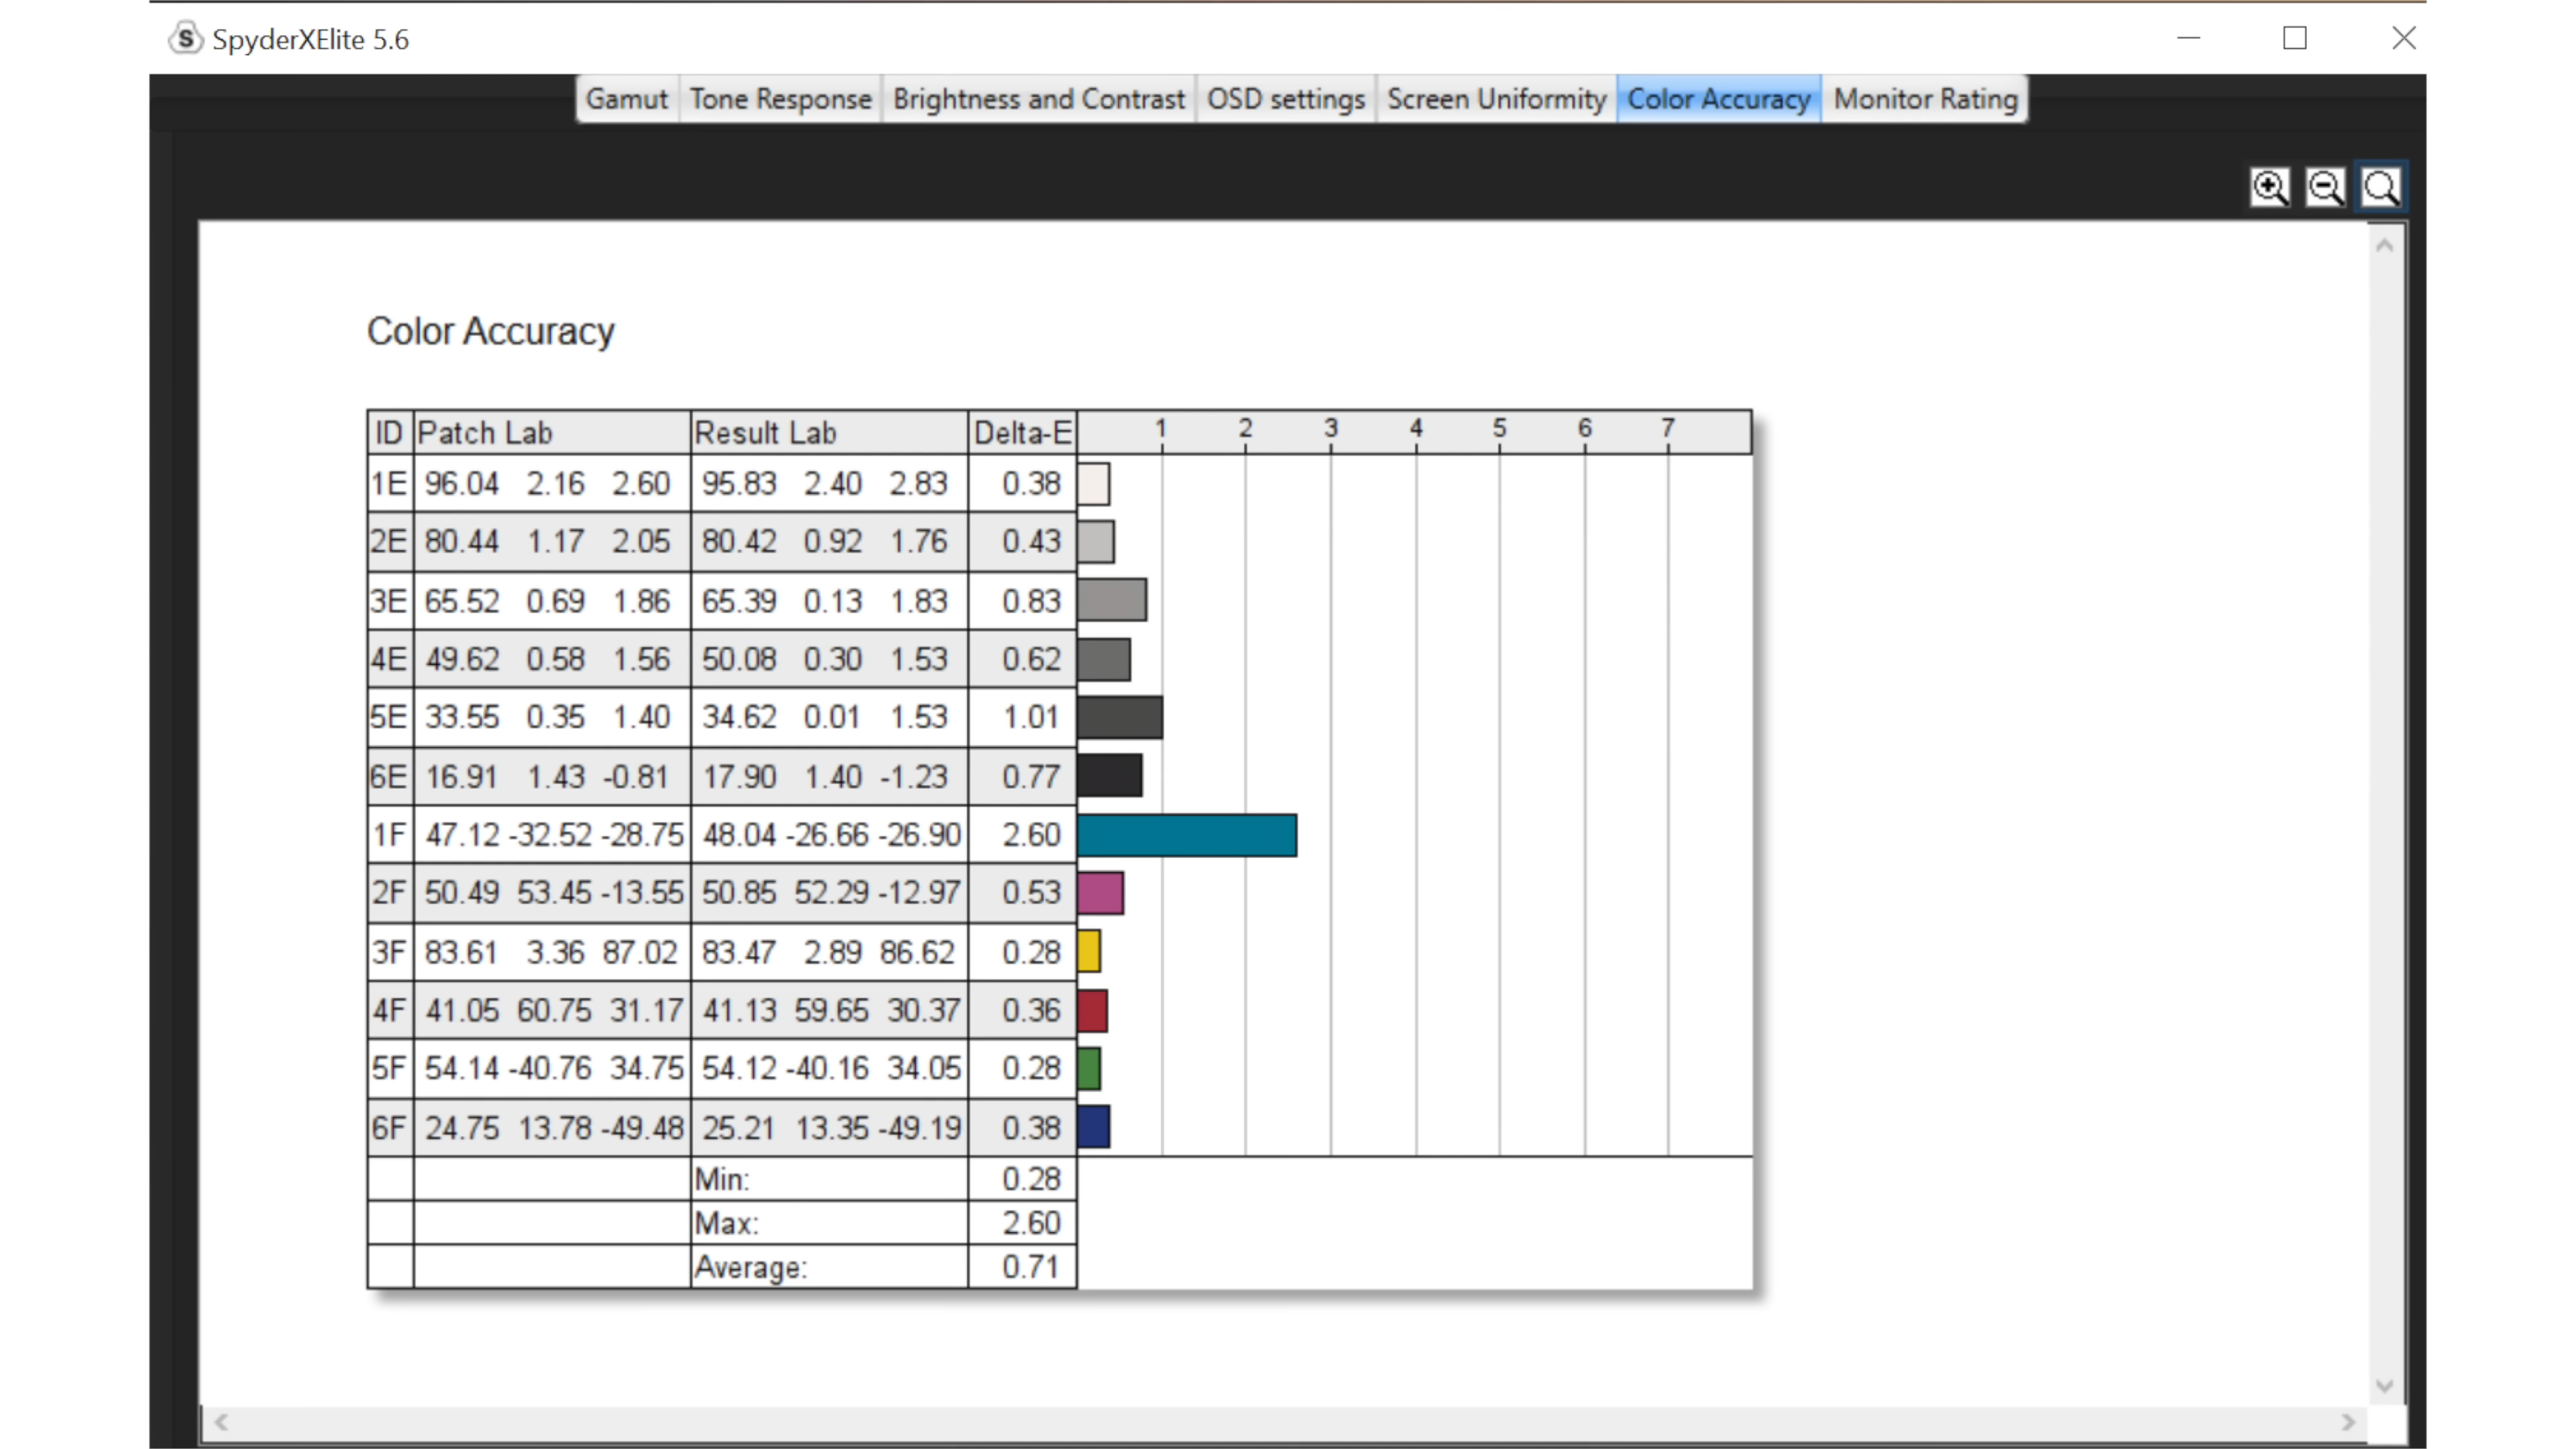 SpyderXElite 5.6
Gamut Tone Response Brightness and Contrast OSD settings Screen Uniformity Color Accuracy Monitor Rating
Color Accuracy
ID Patch Lab Result Lab Delta-E 1 2 3 4 5 6 7
1E 96.04 2.16 2.60 95.83 2.40 2.83 0.38
2E 80.44 1.17 2.05 80.42 0.92 1.76 0.43
3E 65.52 0.69 1.86 65.39 0.13 1.83 0.83
4E 49.62 0.58 1.56 50.08 0.30 1.53 0.62
5E 33.55 0.35 1.40 34.62 0.01 1.53 1.01
6E 16.91 1.43 -0.81 17.90 1.40 -1.23 0.77
1F 47.12 -32.52 -28.75 48.04 -26.66 -26.90 2.60
2F 50.49 53.45 -13.55 50.85 52.29 -12.97 0.53
3F 83.61 3.36 87.02 83.47 2.89 86.62 0.28
4F 41.05 60.75 31.17 41.13 59.65 30.37 0.36
5F 54.14 -40.76 34.75 54.12 -40.16 34.05 0.28
6F 24.75 13.78 -49.48 25.21 13.35 -49.19 0.38
Min: 0.28
Max: 2.60
Average: 0.71